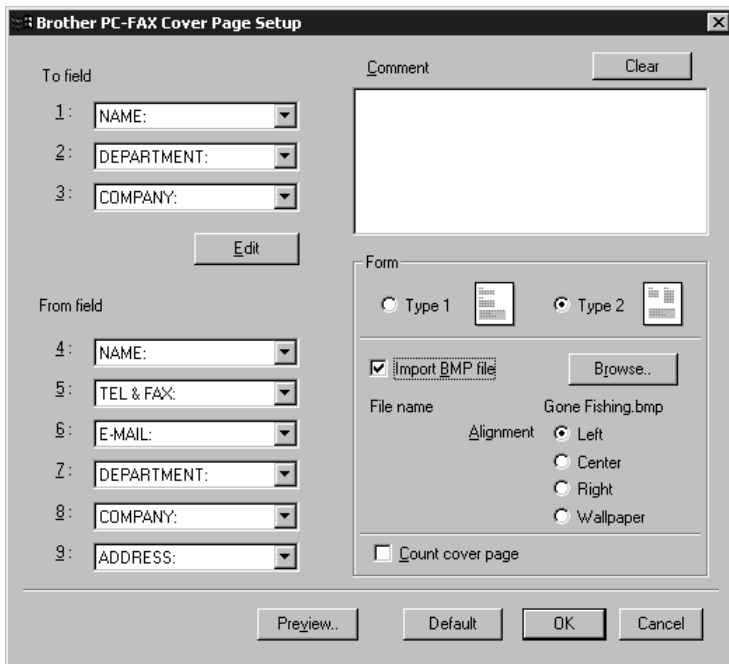 Brother PC-FAX Cover Page Setup
To field
1: NAME:
2: DEPARTMENT:
3: COMPANY:
Edit
From field
4: NAME:
5: TEL & FAX:
6: E-MAIL:
7: DEPARTMENT:
8: COMPANY:
9: ADDRESS:
Comment Clear
Form
Type 1 Type 2
Import BMP file Browse..
File name Gone Fishing.bmp
Alignment Left
Center
Right
Wallpaper
Count cover page
Preview.. Default OK Cancel